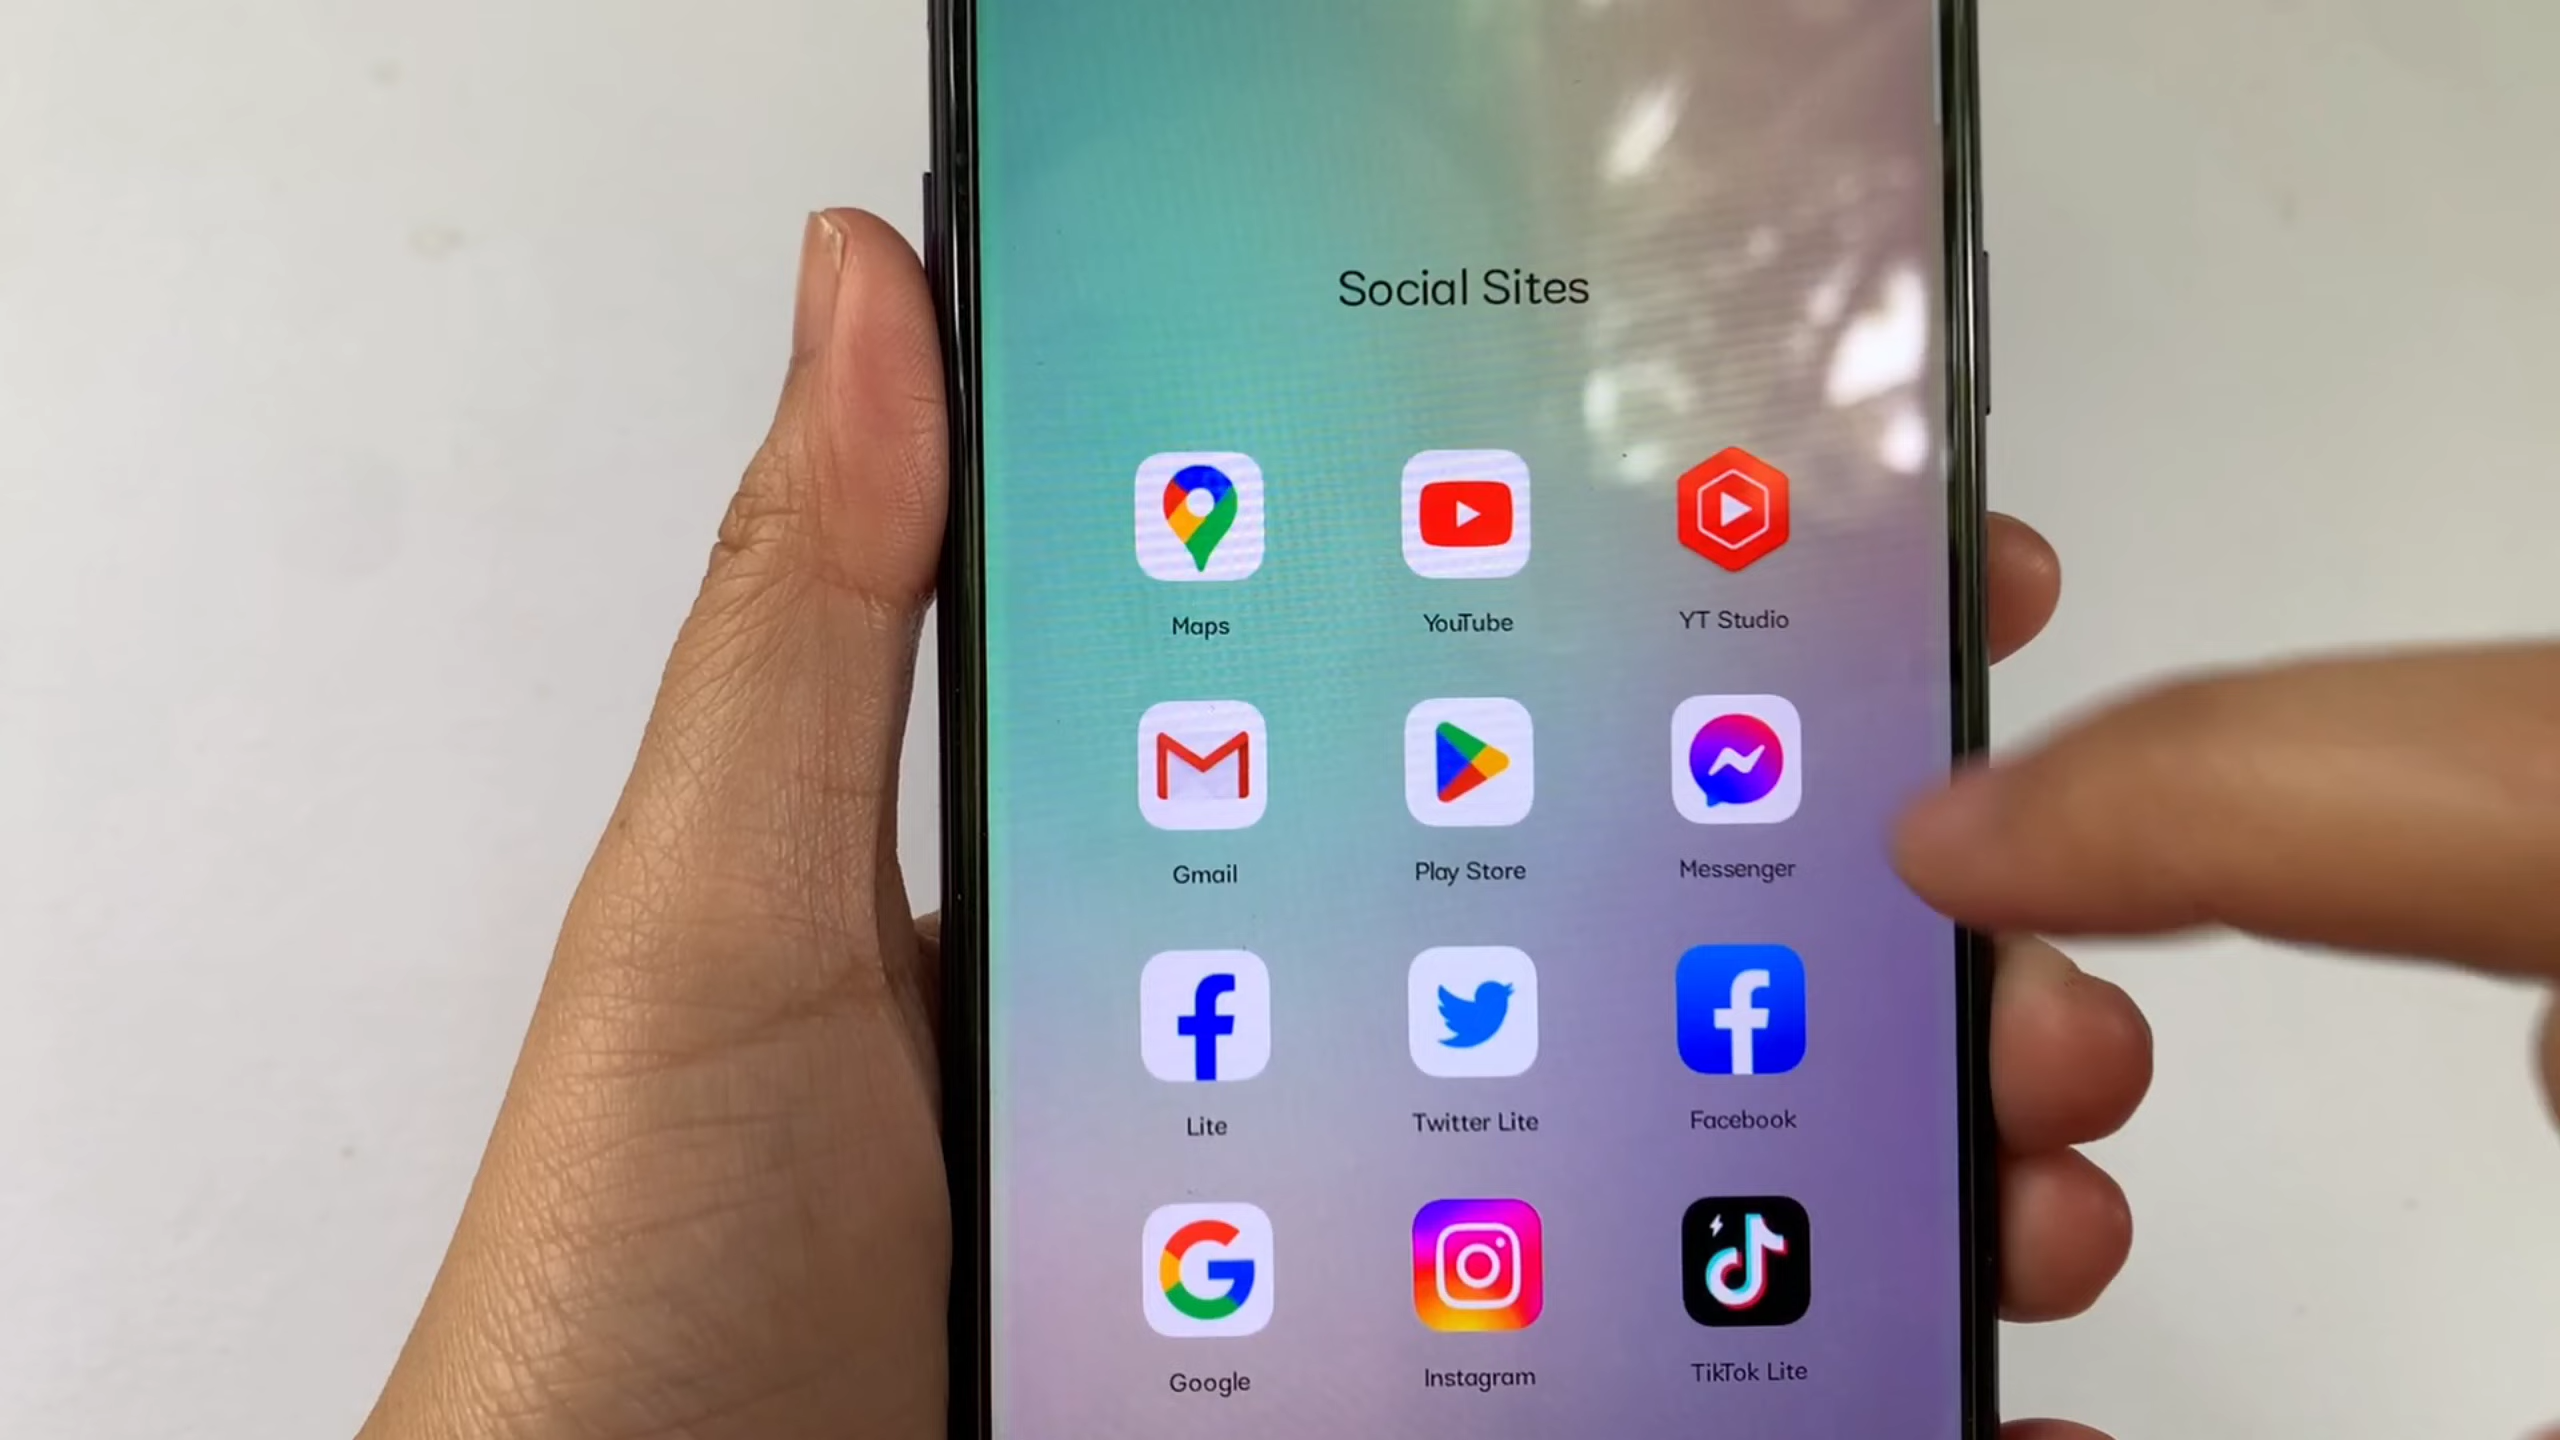 Social Sites
Maps
YouTube
YT Studio
Gmail
Play Store
Messenger
Lite
Twitter Lite
Facebook
Google
Instagram
TikTok Lite